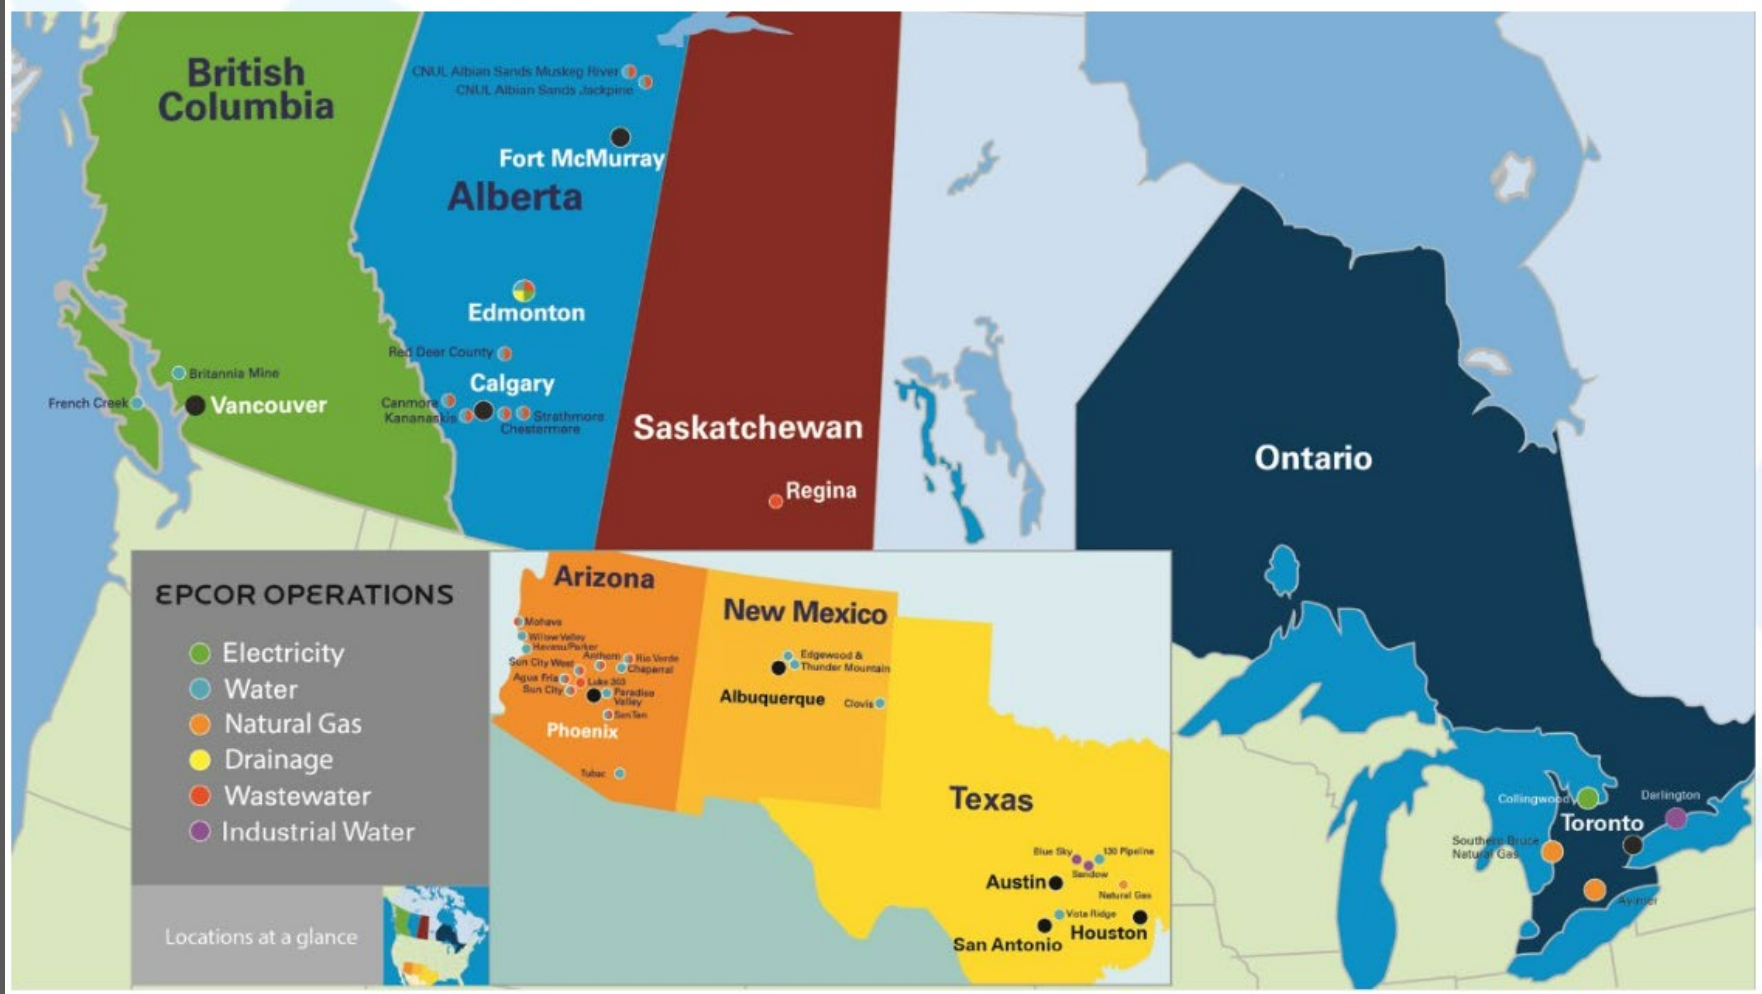 British
Columbia
CNUL Albian Sands Muskeg River
CNUL Albian Sands Jackpine
Fort McMurray
Alberta
Edmonton
Red Deer County
Calgary
Canmore
Kananaskis
Strathmore
Chestermere
Britannia Mine
French Creek
Vancouver
Saskatchewan
Regina
Ontario
EPCOR OPERATIONS
Electricity
Water
Natural Gas
Drainage
Wastewater
Industrial Water
Locations at a glance
Arizona
Mohave
Willow Valley
Havasu/Parker
Anthem
Rio Verde
Sun City West
Chaparral
Agua Fria
Luke 303
Sun City
Paradise
Valley
San Tan
Phoenix
Tubac
New Mexico
Edgewood &
Thunder Mountain
Albuquerque
Clovis
Texas
Blue Sky
130 Pipeline
Sandow
Austin
Natural Gas
Vista Ridge
Houston
San Antonio
Collingwood
Darlington
Toronto
Southern Bruce
Natural Gas
Aylmer